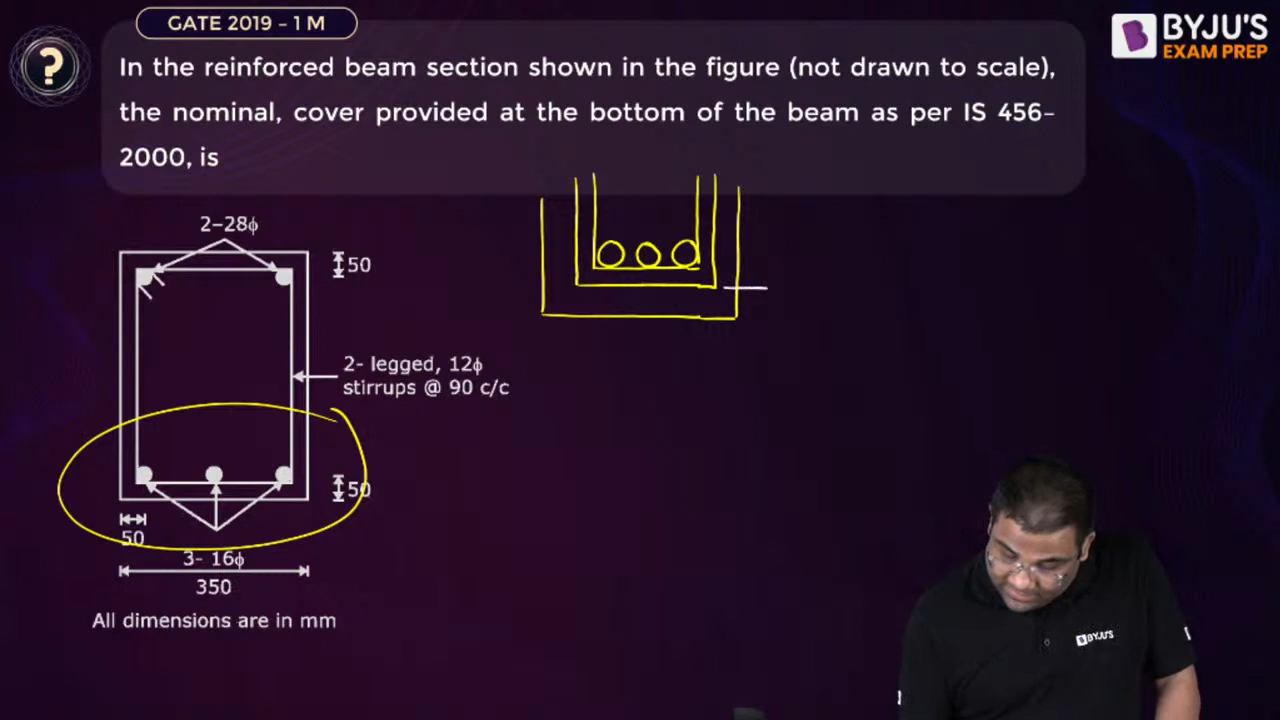 GATE 2019 – 1 M
BYJU'S
EXAM PREP
?
In the reinforced beam section shown in the figure (not drawn to scale),
the nominal, cover provided at the bottom of the beam as per IS 456–
2000, is
2–28ϕ
50
2- legged, 12ϕ
stirrups @ 90 c/c
50
50
3- 16ϕ
350
All dimensions are in mm
BYJU'S